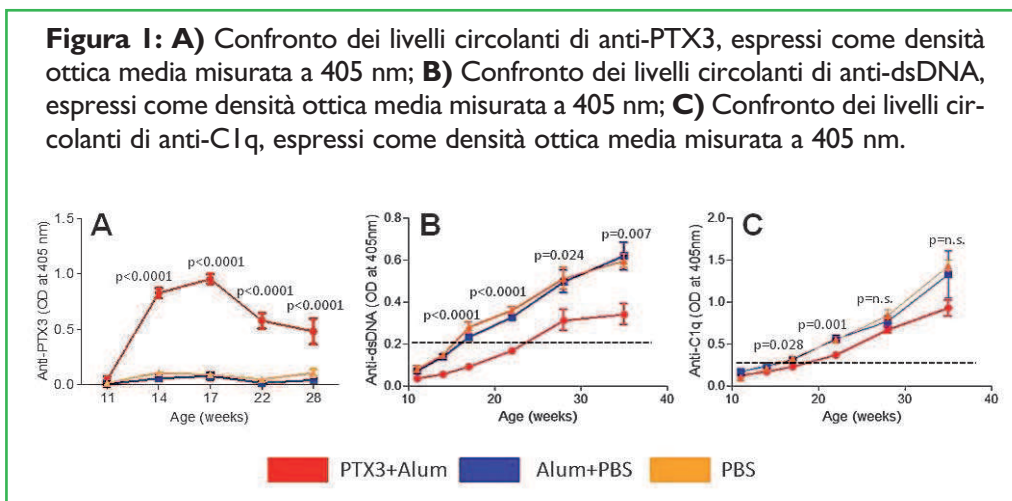 Figura 1: A) Confronto dei livelli circolanti di anti-PTX3, espressi come densità
ottica media misurata a 405 nm; B) Confronto dei livelli circolanti di anti-dsDNA,
espressi come densità ottica media misurata a 405 nm; C) Confronto dei livelli cir-
colanti di anti-C1q, espressi come densità ottica media misurata a 405 nm.
A
Anti-PTX3 (OD at 405 nm)
1.5
1.0
0.5
0.0
p<0.0001
p<0.0001
p<0.0001
p<0.0001
11 14 17 22 28
Age (weeks)
B
Anti-dsDNA (OD at 405nm)
0.8
0.6
0.4
0.2
0.0
p<0.0001
p<0.0001
p=0.024
p=0.007
10 20 30 40
Age (weeks)
C
Anti-C1q (OD at 405nm)
2.0
1.5
1.0
0.5
0.0
p=0.028
p=0.001
p=n.s.
p=n.s.
10 20 30 40
Age (weeks)
PTX3+Alum Alum+PBS PBS